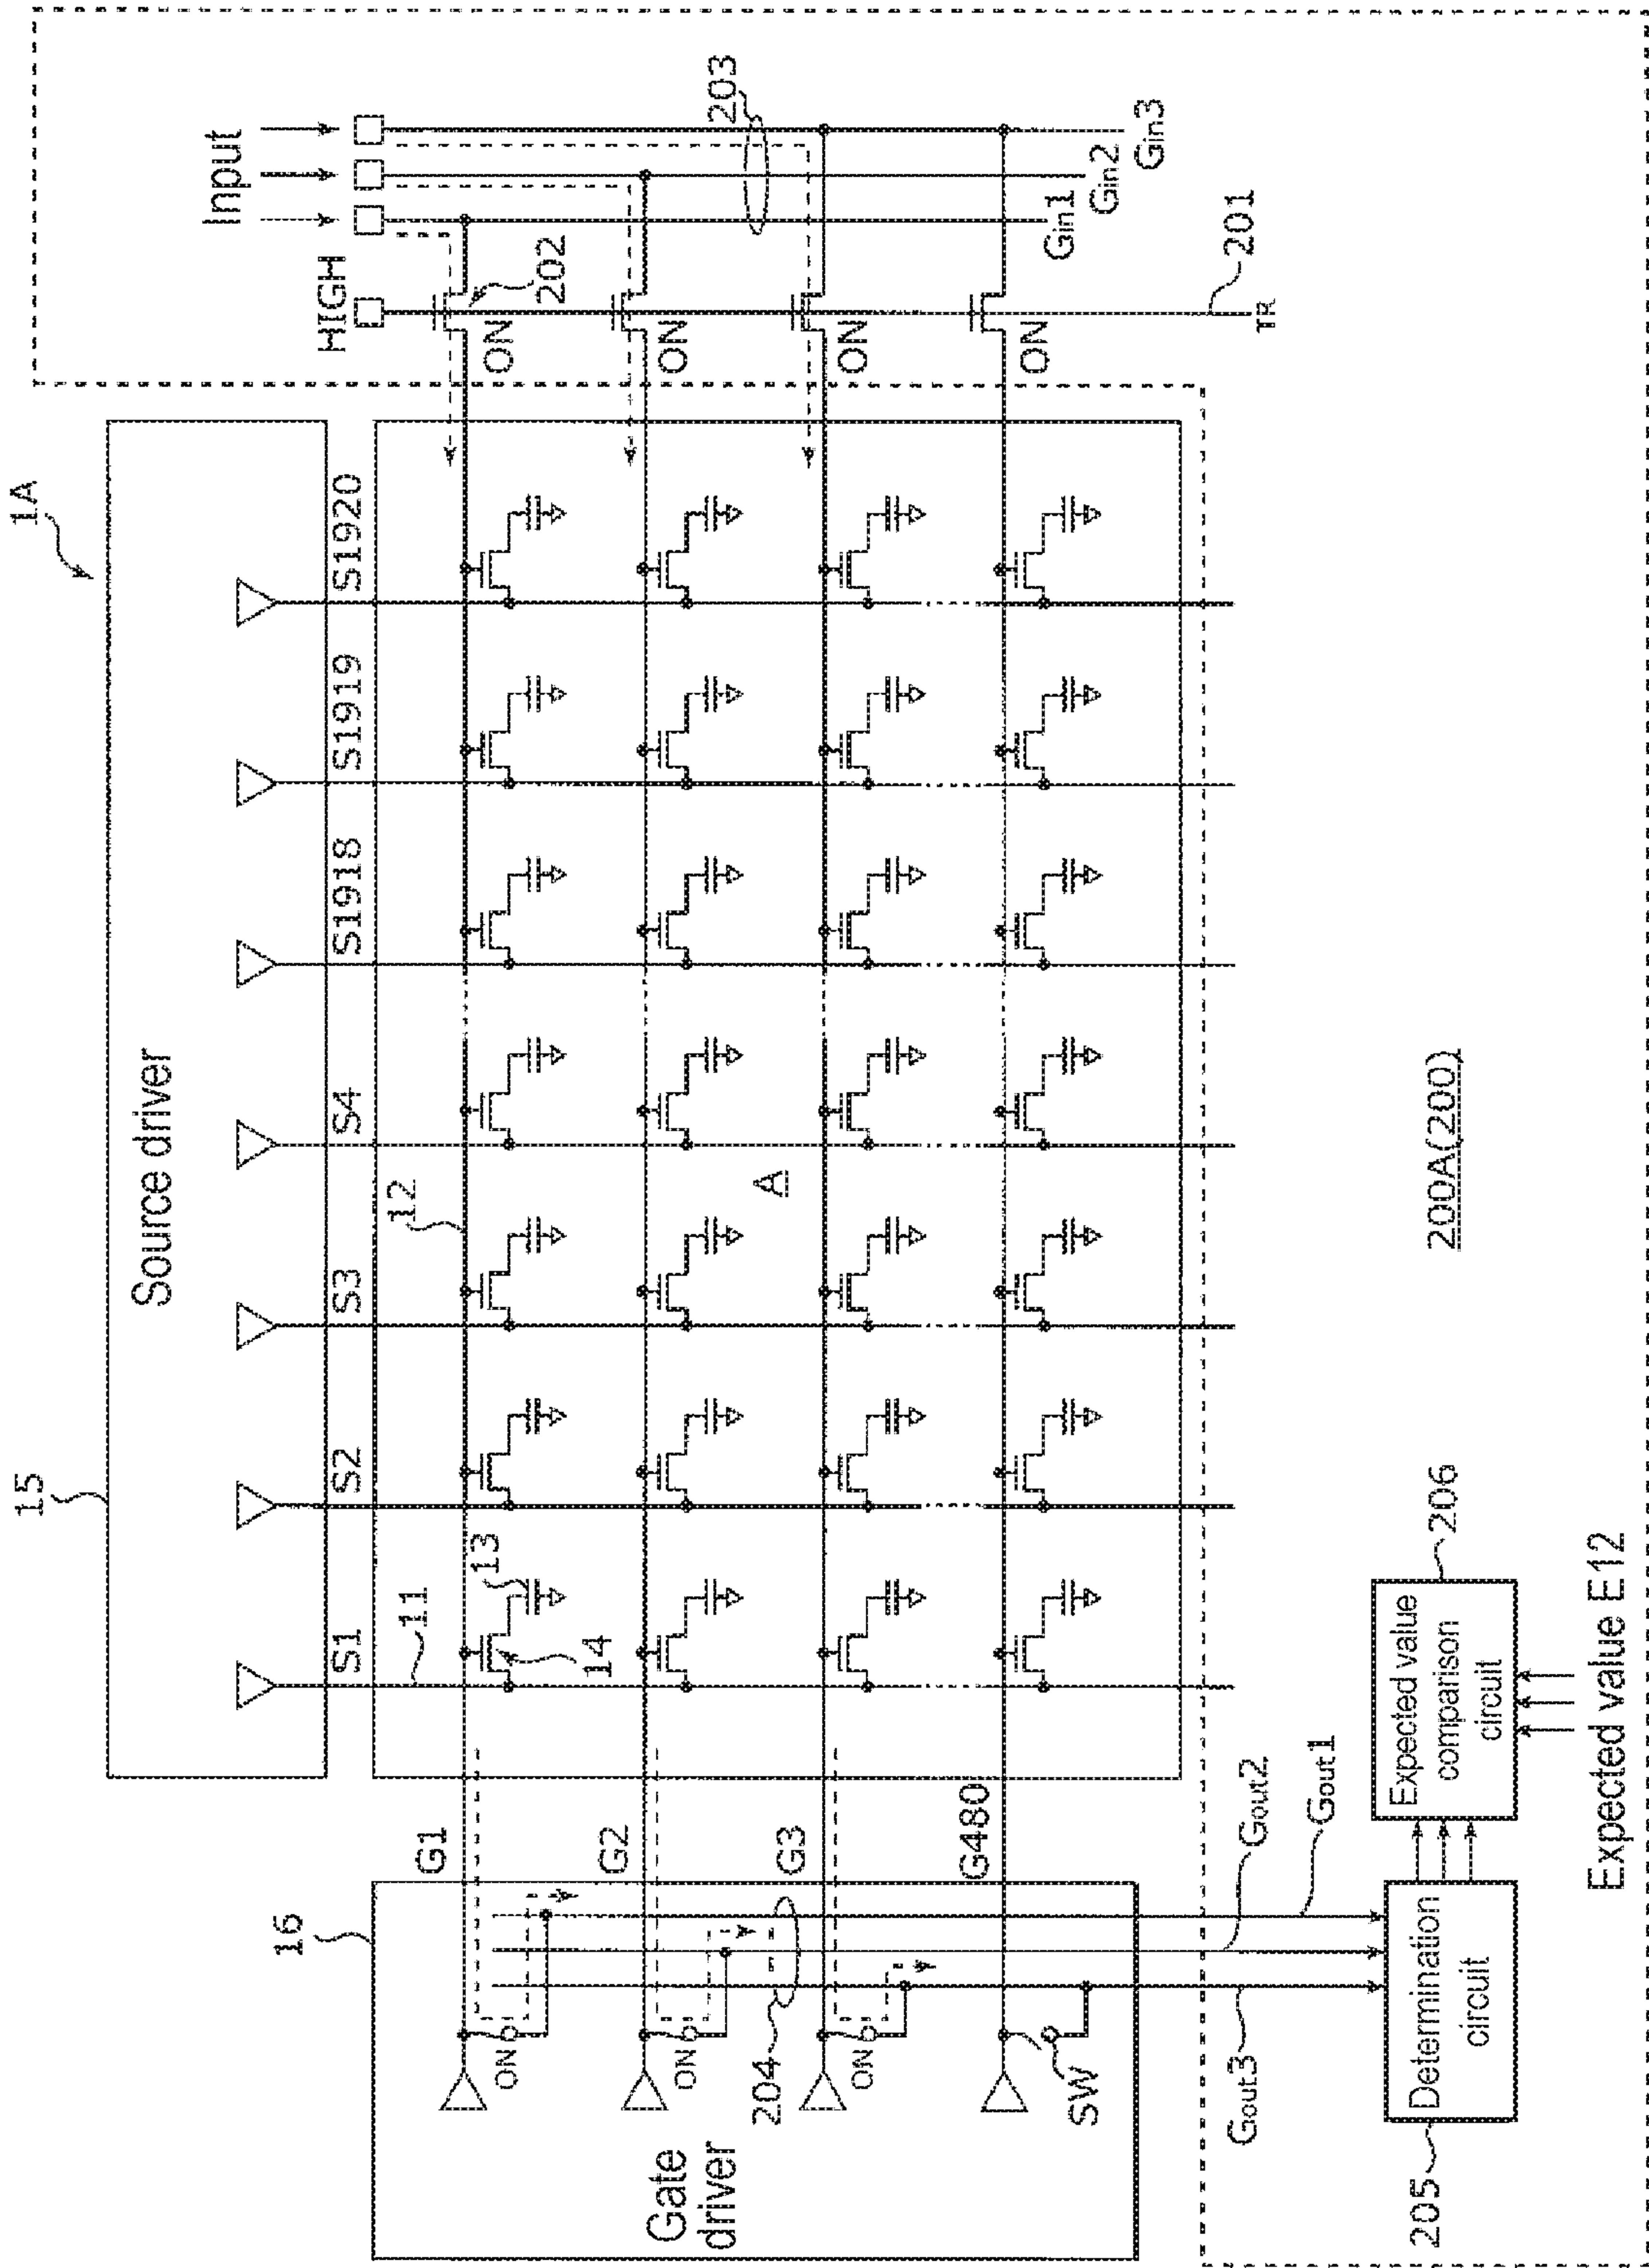 1A
15
Source driver
S1
S2
S3
S4
S1918
S1919
S1920
HIGH
Input
16
G1
11
13
14
12
ON
202
203
ON
G2
ON
ON
204
A
G3
ON
ON
Gin1
Gin2
Gin3
G480
SW
ON
Gate
driver
TR
201
Gout3
Gout2
Gout1
205
Determination
circuit
Expected value
comparison
circuit
206
200A(200)
Expected value E12